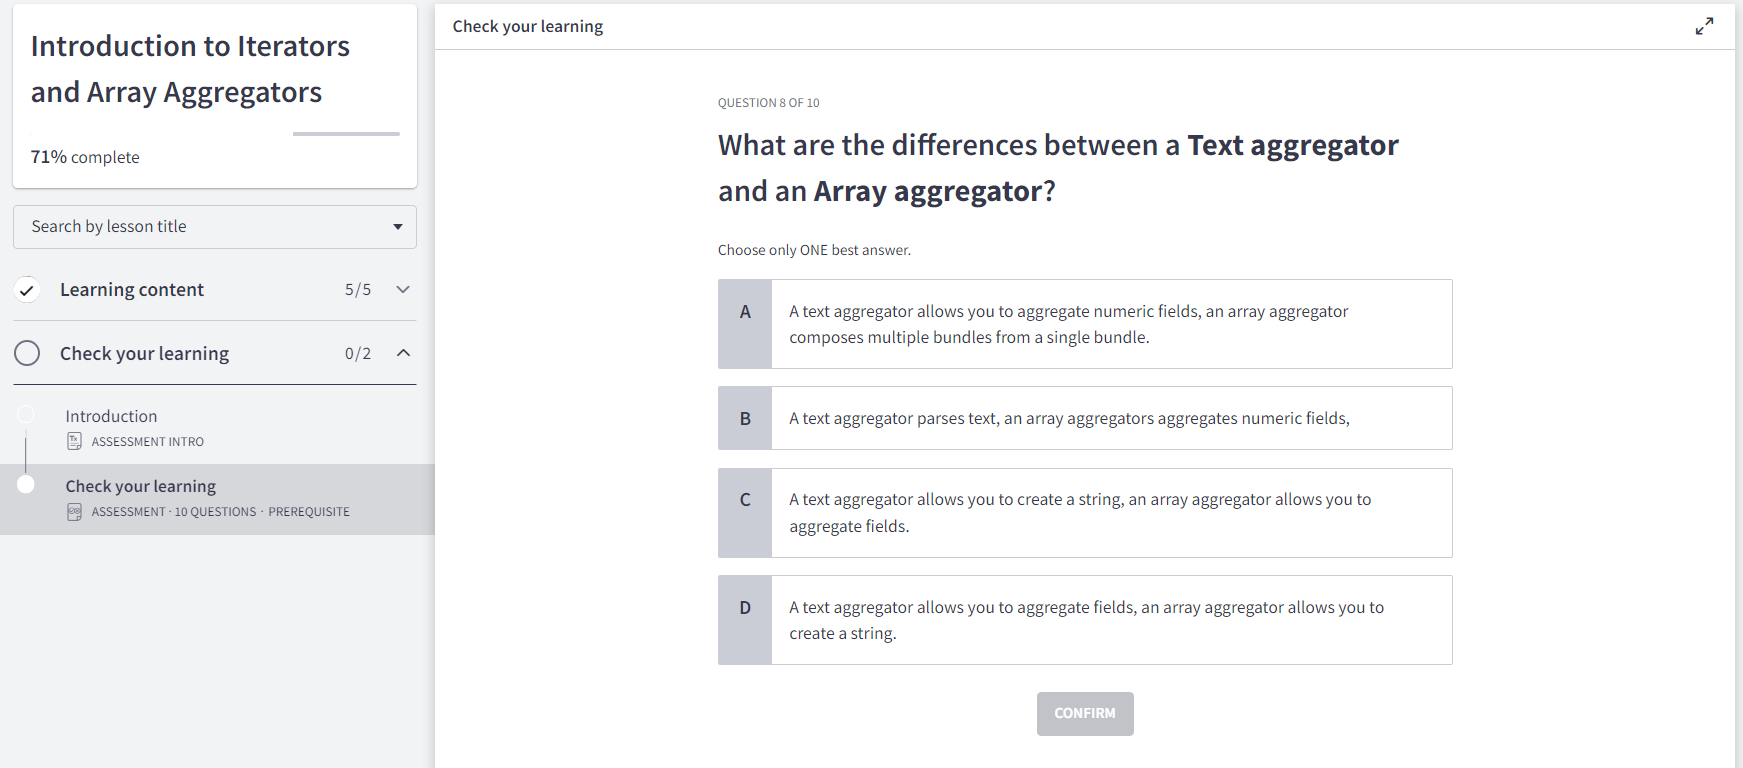 Introduction to Iterators
and Array Aggregators
71% complete
Search by lesson title
Learning content 5/5
Check your learning 0/2
Introduction
ASSESSMENT INTRO
Check your learning
ASSESSMENT · 10 QUESTIONS · PREREQUISITE
Check your learning
QUESTION 8 OF 10
What are the differences between a Text aggregator
and an Array aggregator?
Choose only ONE best answer.
A A text aggregator allows you to aggregate numeric fields, an array aggregator
composes multiple bundles from a single bundle.
B A text aggregator parses text, an array aggregators aggregates numeric fields,
C A text aggregator allows you to create a string, an array aggregator allows you to
aggregate fields.
D A text aggregator allows you to aggregate fields, an array aggregator allows you to
create a string.
CONFIRM